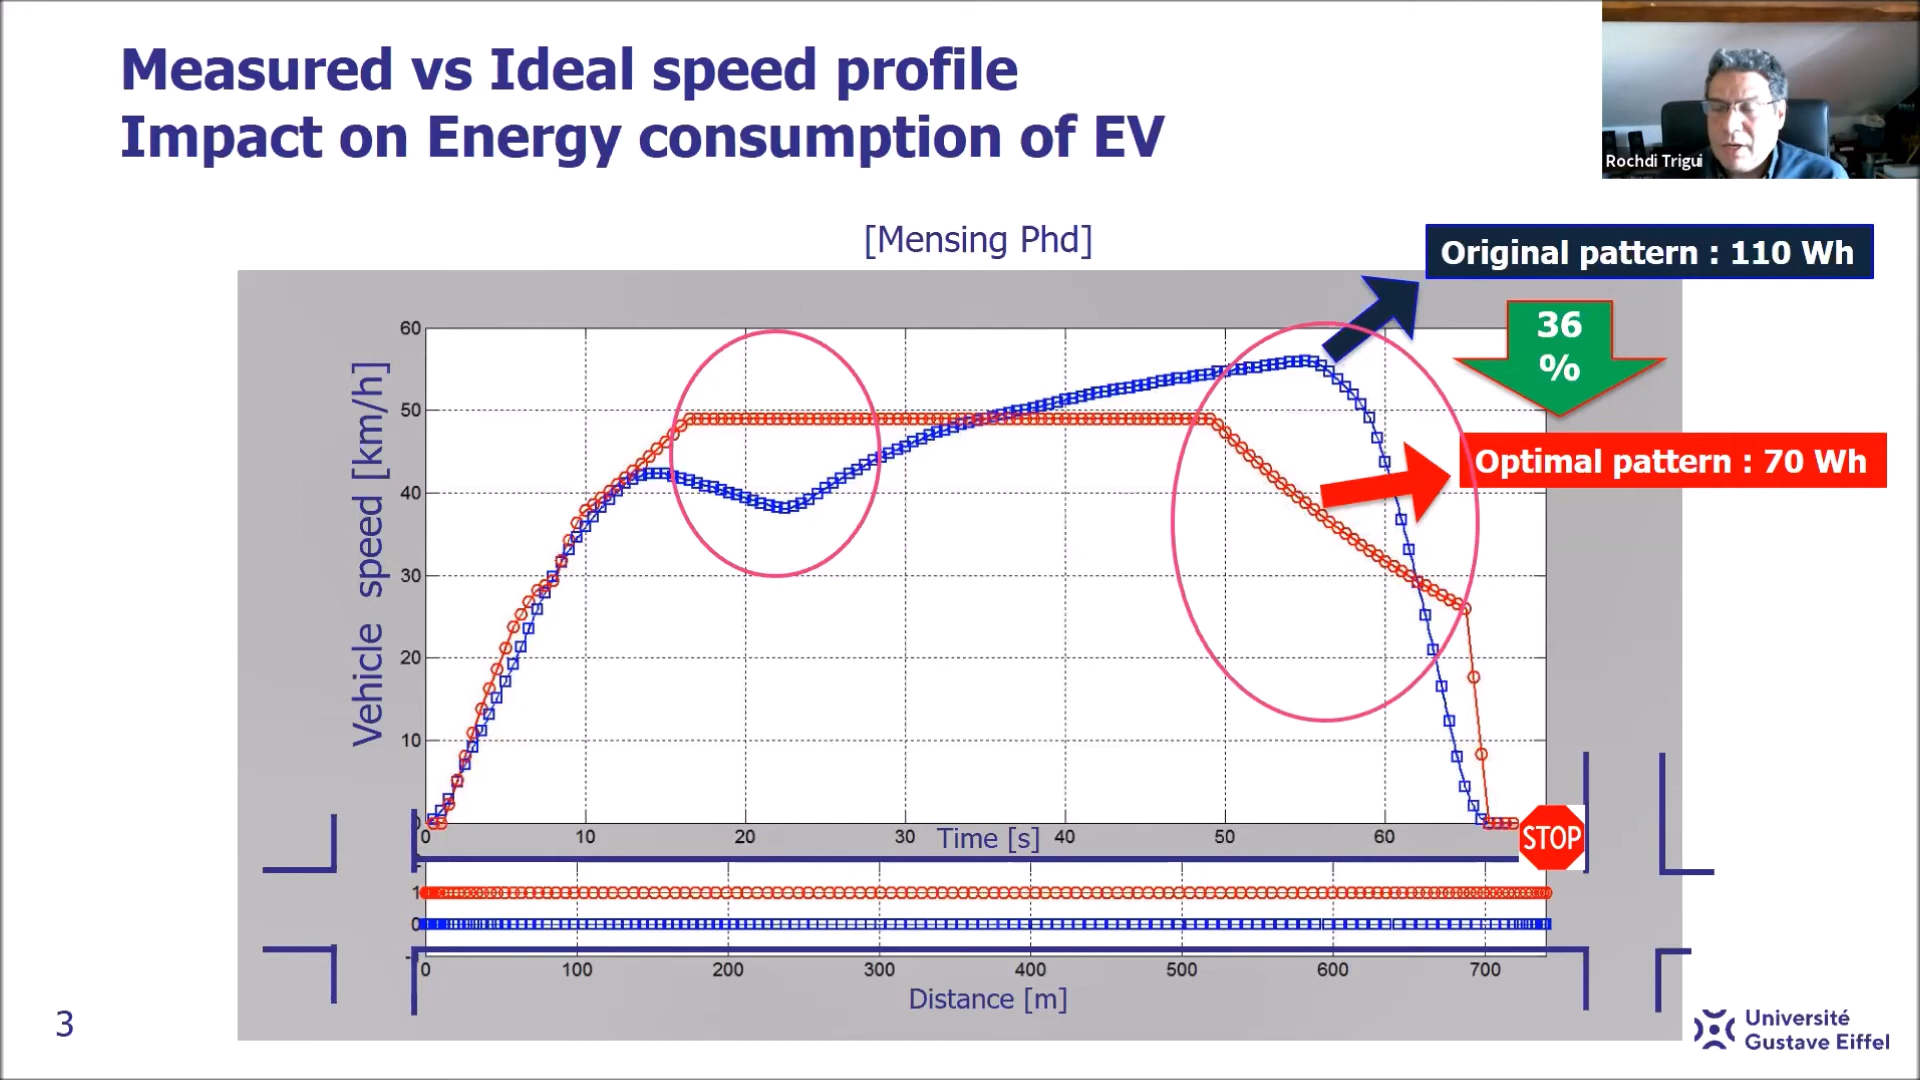 Measured vs Ideal speed profile
Impact on Energy consumption of EV
Rochdi Trigui
[Mensing Phd]
Original pattern : 110 Wh
36
%
Optimal pattern : 70 Wh
Vehicle speed [km/h]
60
50
40
30
20
10
0
0 10 20 30 40 50 60
Time [s]
STOP
1
0
0 100 200 300 400 500 600 700
Distance [m]
3
Université
Gustave Eiffel